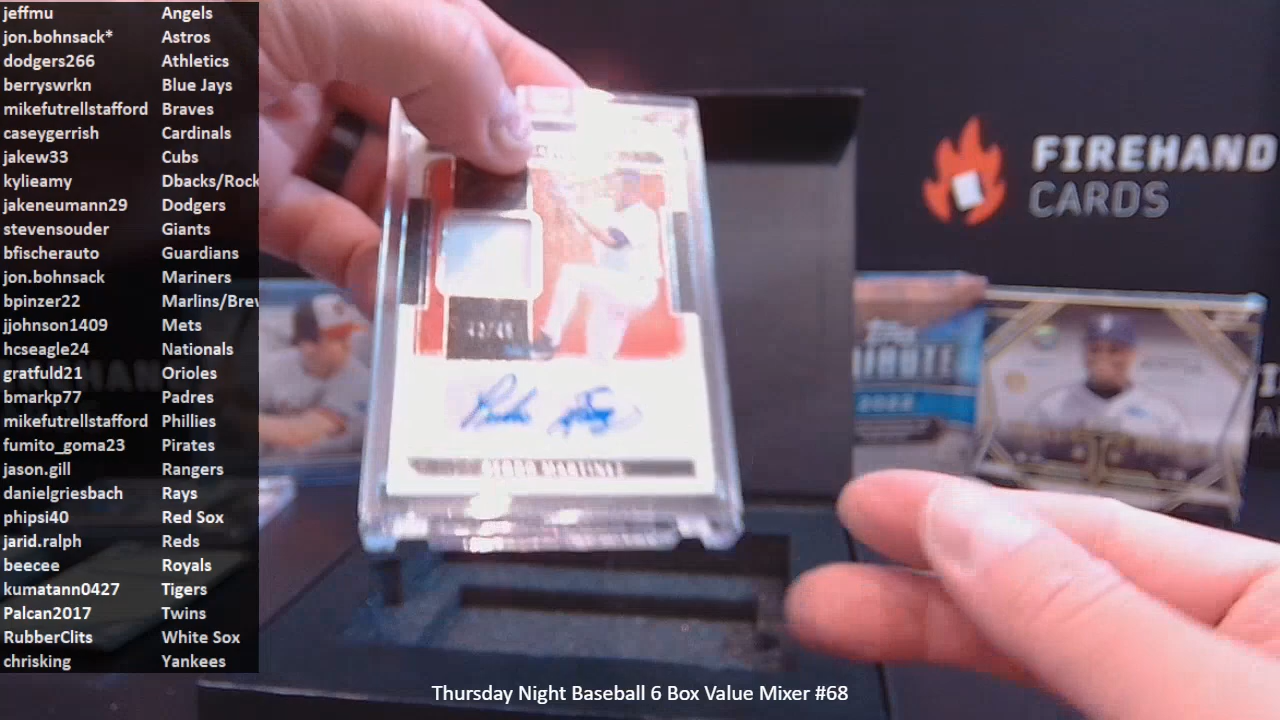 jeffmu Angels
jon.bohnsack* Astros
dodgers266 Athletics
berryswrkn Blue Jays
mikefutrellstafford Braves
caseygerrish Cardinals
jakew33 Cubs
kylieamy Dbacks/Rock
jakeneumann29 Dodgers
stevensouder Giants
bfischerauto Guardians
jon.bohnsack Mariners
bpinzer22 Marlins/Brew
jjohnson1409 Mets
hcseagle24 Nationals
gratfuld21 Orioles
bmarkp77 Padres
mikefutrellstafford Phillies
fumito_goma23 Pirates
jason.gill Rangers
danielgriesbach Rays
phipsi40 Red Sox
jarid.ralph Reds
beecee Royals
kumatann0427 Tigers
Palcan2017 Twins
RubberClits White Sox
chrisking Yankees
FIREHAND
CARDS
Topps
2022
PEDRO MARTINEZ
Thursday Night Baseball 6 Box Value Mixer #68